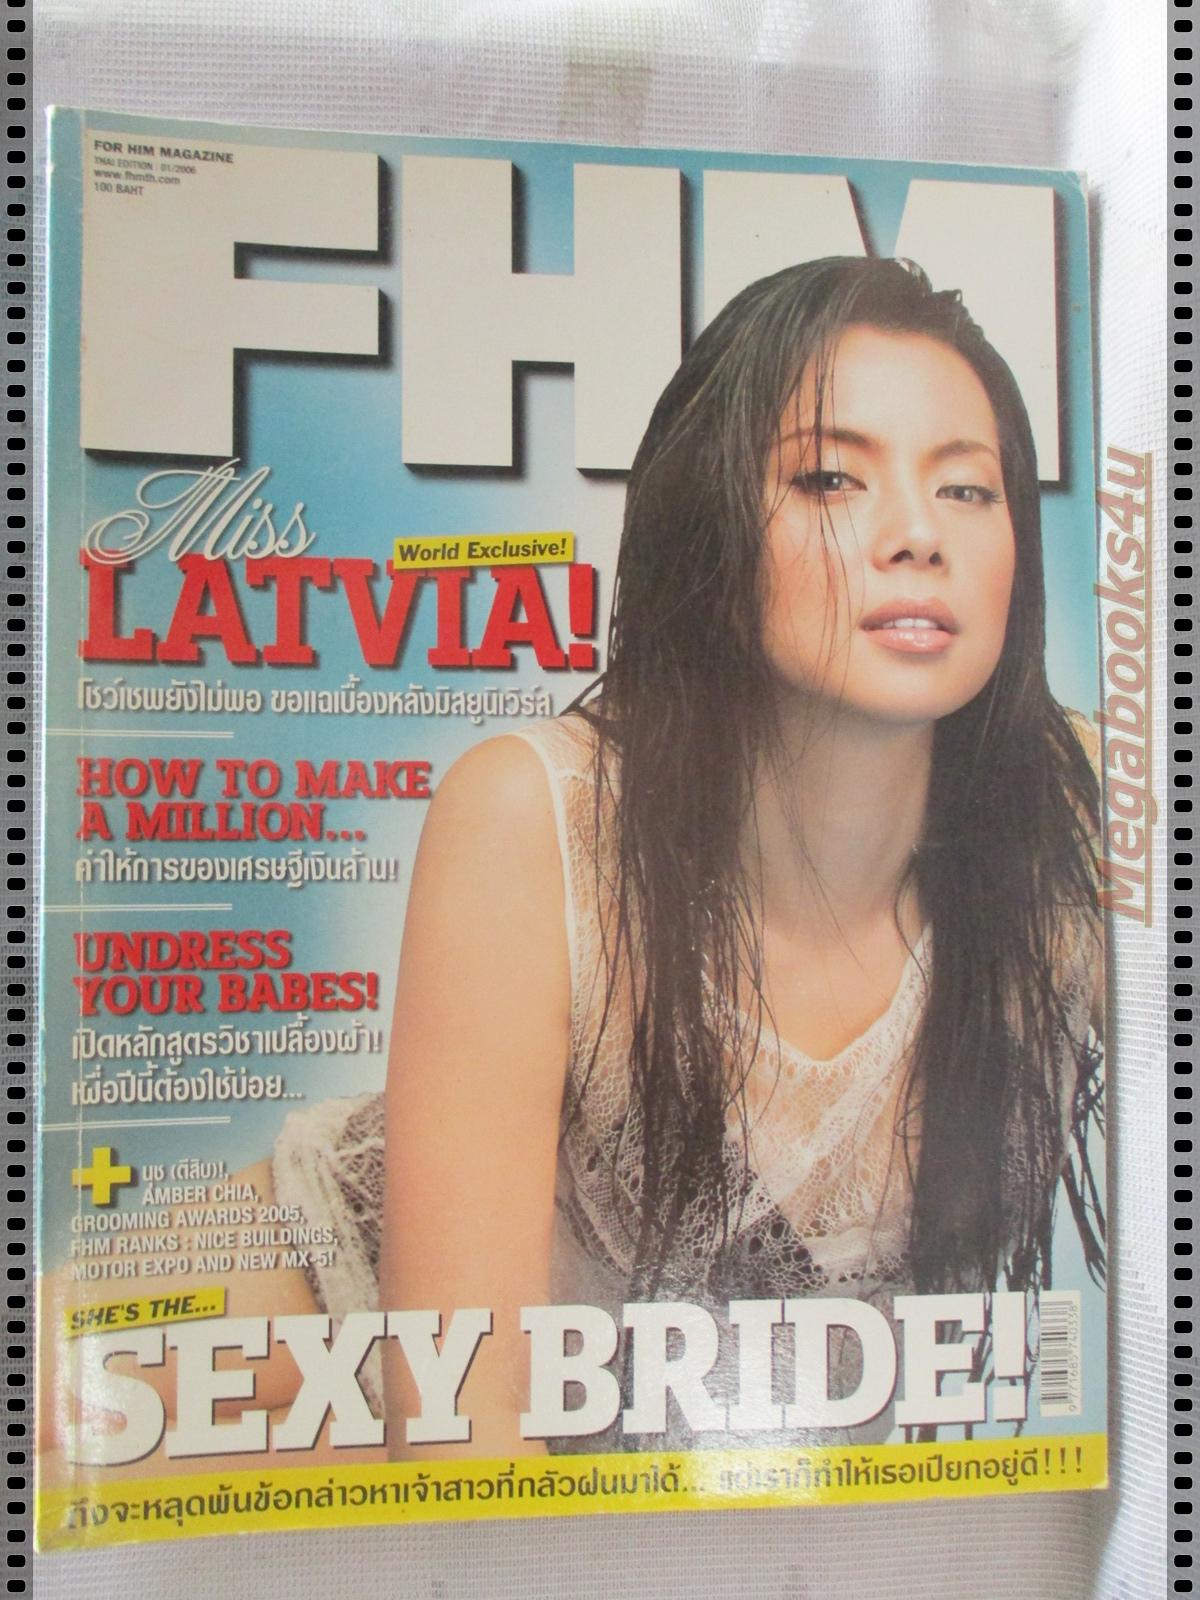 FOR HIM MAGAZINE
THAI EDITION : 01/2006
www.fhmth.com
100 BAHT
FHM
Miss
World Exclusive!
LATVIA!
โชว์เชพยังไม่พอ ขอแฉเบื้องหลังมิสยูนิเวิร์ส
HOW TO MAKE
A MILLION...
คำให้การของเศรษฐีเงินล้าน!
UNDRESS
YOUR BABES!
เปิดหลักสูตรวิชาเปลื้องผ้า!
เผื่อปีนี้ต้องใช้บ่อย...
+ นุช (ดีสิบ)!,
AMBER CHIA,
GROOMING AWARDS 2005,
FHM RANKS : NICE BUILDINGS,
MOTOR EXPO AND NEW MX-5!
SHE'S THE...
SEXY BRIDE!
9 771685 740338
ถึงจะหลุดพ้นข้อกล่าวหาเจ้าสาวที่กลัวฝนมาได้... แต่เราก็ทำให้เธอเปียกอยู่ดี!!!
Megabooks4u